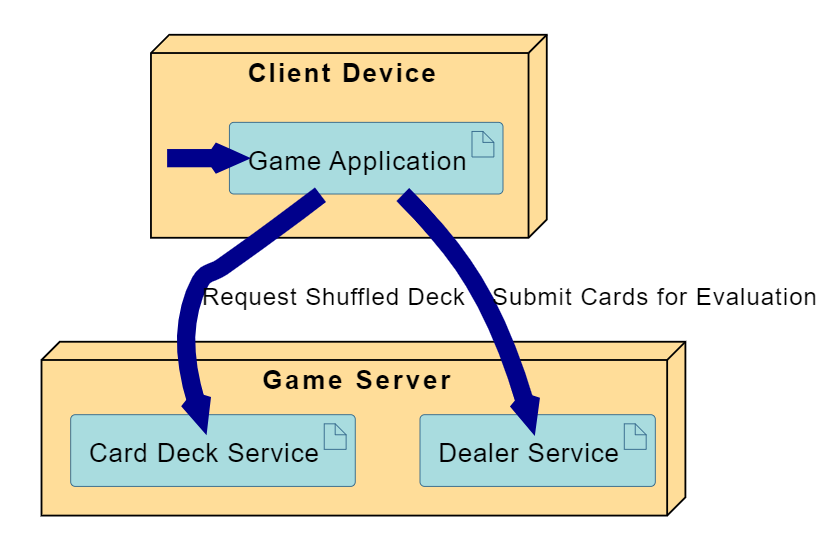 Client Device
Game Application
Request Shuffled Deck
Submit Cards for Evaluation
Game Server
Card Deck Service
Dealer Service